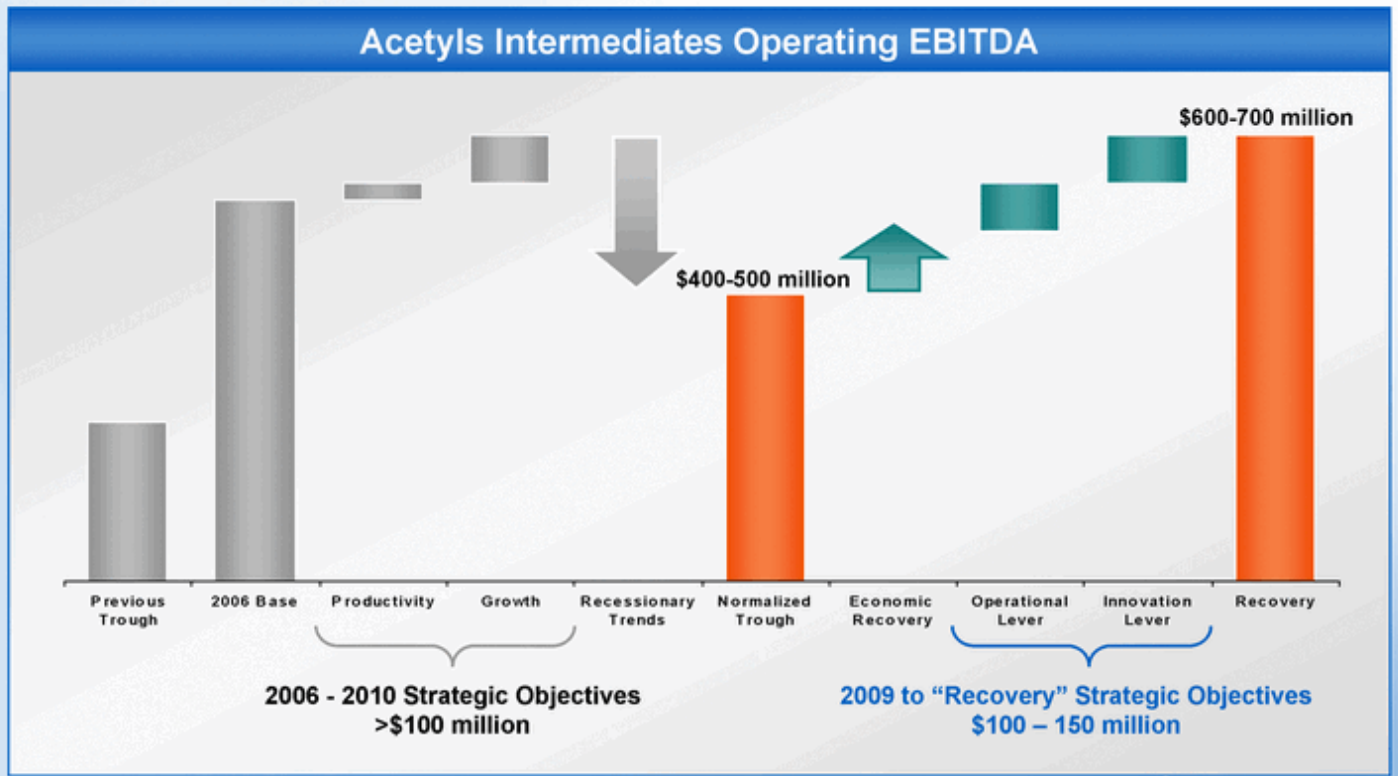 Acetyls Intermediates Operating EBITDA
$600-700 million
$400-500 million
Previous
Trough
2006 Base
Productivity
Growth
Recessionary
Trends
Normalized
Trough
Economic
Recovery
Operational
Lever
Innovation
Lever
Recovery
2006 - 2010 Strategic Objectives
>$100 million
2009 to “Recovery” Strategic Objectives
$100 – 150 million